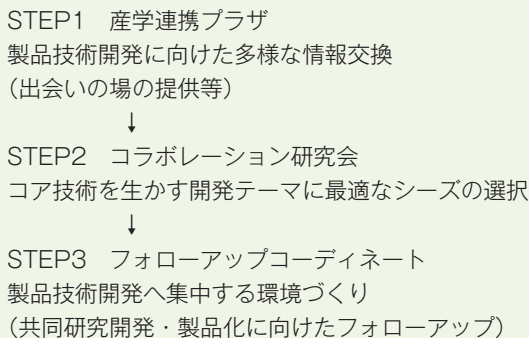 STEP1　産学連携プラザ
製品技術開発に向けた多様な情報交換
（出会いの場の提供等）
↓
STEP2　コラボレーション研究会
コア技術を生かす開発テーマに最適なシーズの選択
↓
STEP3　フォローアップコーディネート
製品技術開発へ集中する環境づくり
（共同研究開発・製品化に向けたフォローアップ）